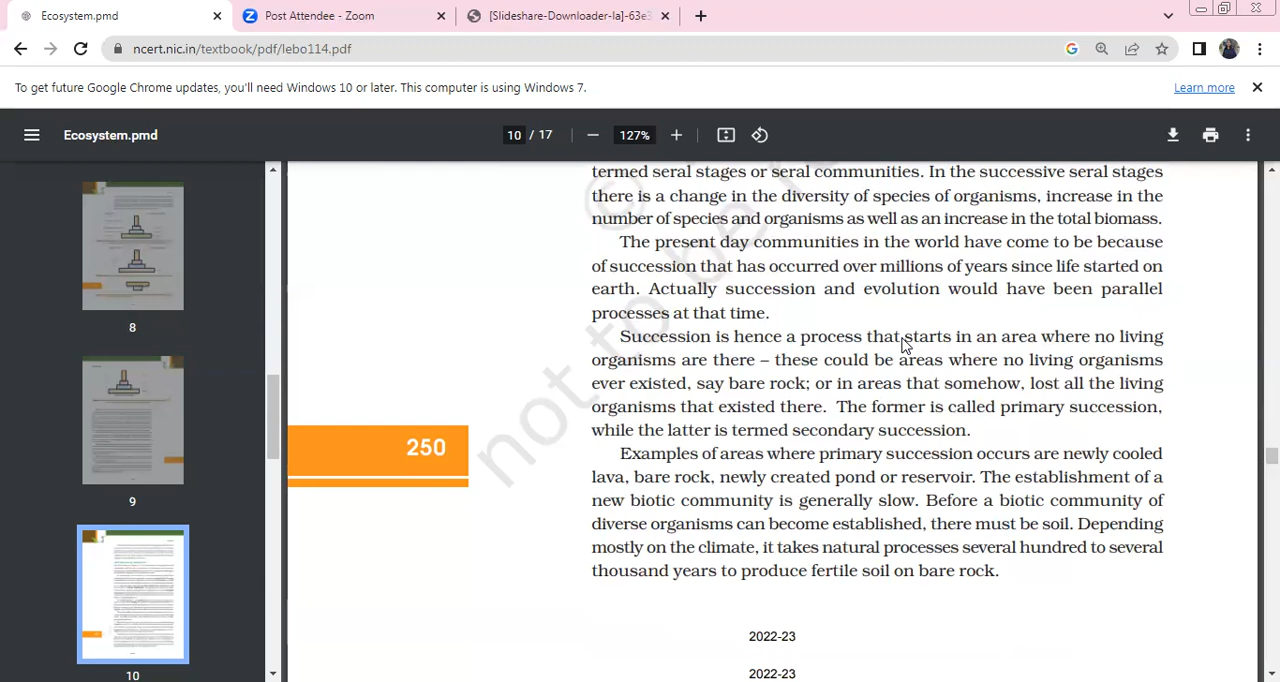 Ecosystem.pmd
Post Attendee - Zoom
[Slideshare-Downloader-la]-63e3
ncert.nic.in/textbook/pdf/lebo114.pdf
To get future Google Chrome updates, you'll need Windows 10 or later. This computer is using Windows 7.
Learn more
Ecosystem.pmd
10 / 17
127%
8
9
10
termed seral stages or seral communities. In the successive seral stages
there is a change in the diversity of species of organisms, increase in the
number of species and organisms as well as an increase in the total biomass.
The present day communities in the world have come to be because
of succession that has occurred over millions of years since life started on
earth. Actually succession and evolution would have been parallel
processes at that time.
Succession is hence a process that starts in an area where no living
organisms are there – these could be areas where no living organisms
ever existed, say bare rock; or in areas that somehow, lost all the living
organisms that existed there. The former is called primary succession,
while the latter is termed secondary succession.
Examples of areas where primary succession occurs are newly cooled
lava, bare rock, newly created pond or reservoir. The establishment of a
new biotic community is generally slow. Before a biotic community of
diverse organisms can become established, there must be soil. Depending
mostly on the climate, it takes natural processes several hundred to several
thousand years to produce fertile soil on bare rock.
250
©
not to be r
2022-23
2022-23